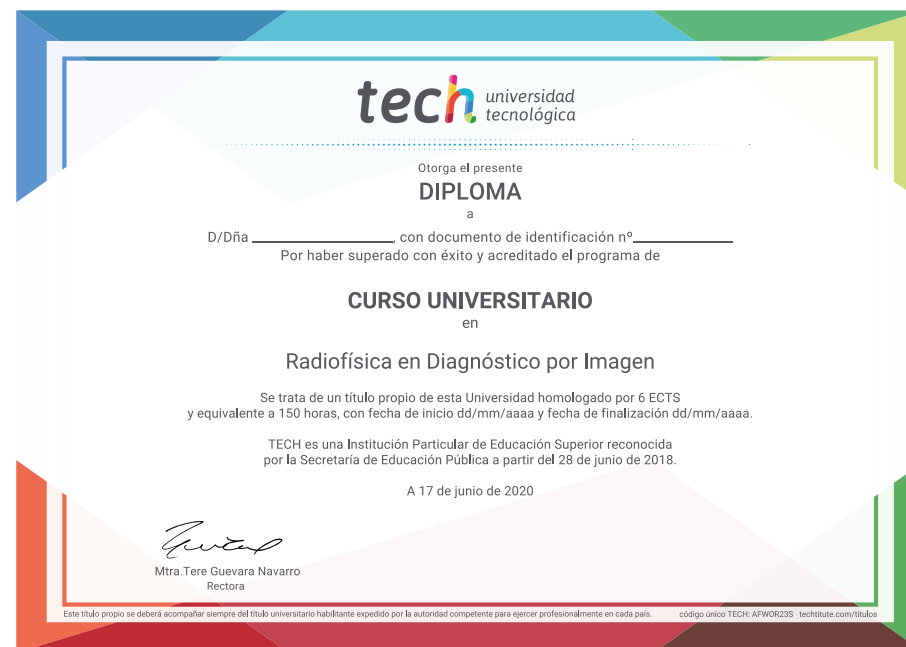 tech universidad
tecnológica
Otorga el presente
DIPLOMA
a
D/Dña ____________________, con documento de identificación nº______________
Por haber superado con éxito y acreditado el programa de
CURSO UNIVERSITARIO
en
Radiofísica en Diagnóstico por Imagen
Se trata de un título propio de esta Universidad homologado por 6 ECTS
y equivalente a 150 horas, con fecha de inicio dd/mm/aaaa y fecha de finalización dd/mm/aaaa.
TECH es una Institución Particular de Educación Superior reconocida
por la Secretaría de Educación Pública a partir del 28 de junio de 2018.
A 17 de junio de 2020
Mtra.Tere Guevara Navarro
Rectora
Este título propio se deberá acompañar siempre del título universitario habilitante expedido por la autoridad competente para ejercer profesionalmente en cada país. código único TECH: AFWOR23S techtitute.com/titulos